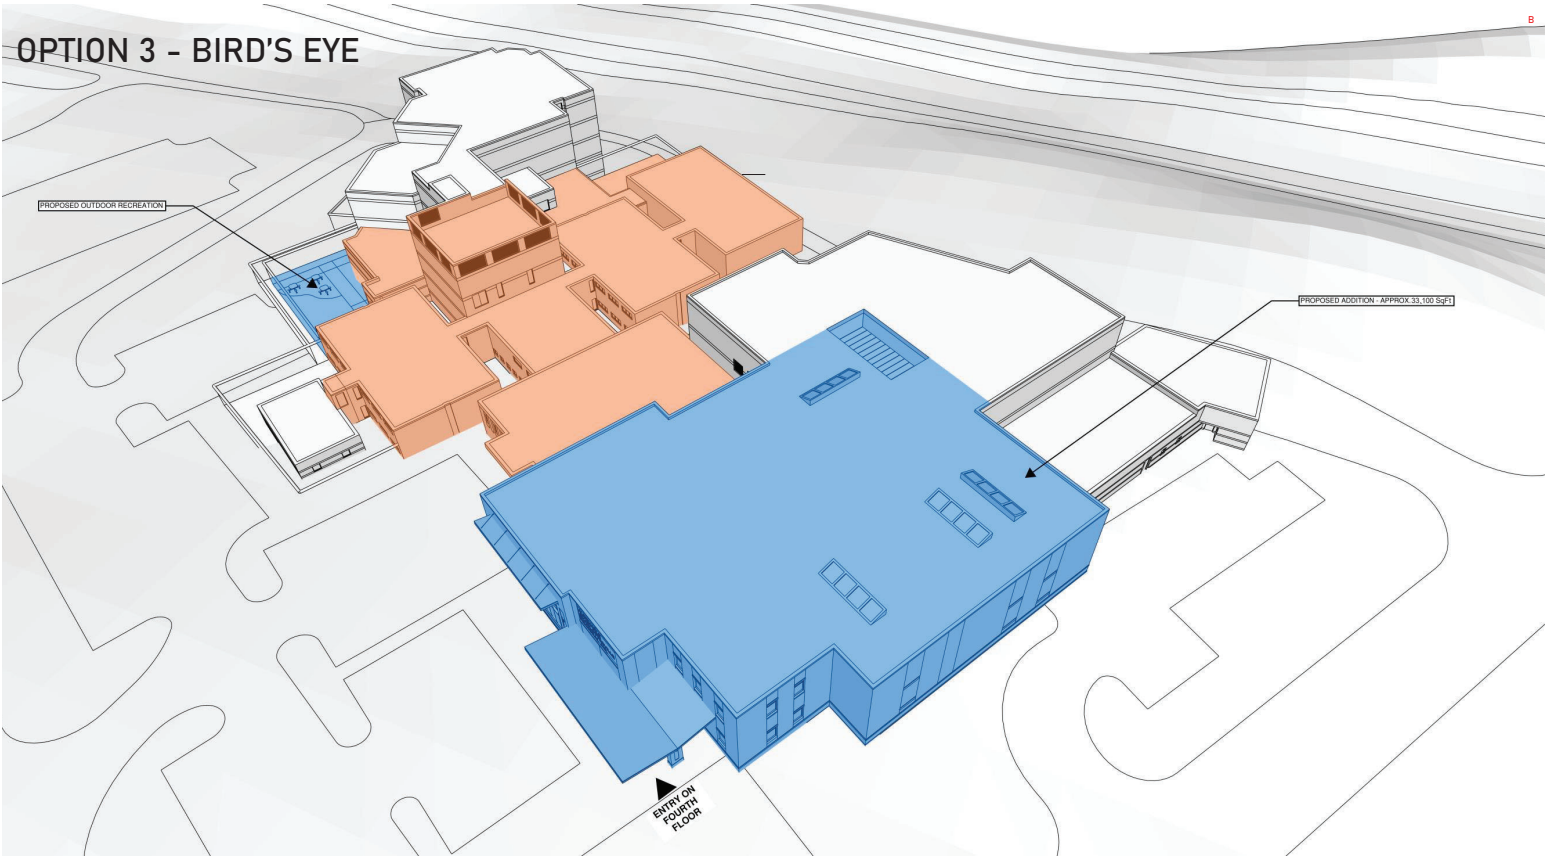 B
OPTION 3 - BIRD'S EYE
PROPOSED OUTDOOR RECREATION
PROPOSED ADDITION - APPROX.33,100 SqFt
ENTRY ON
FOURTH
FLOOR